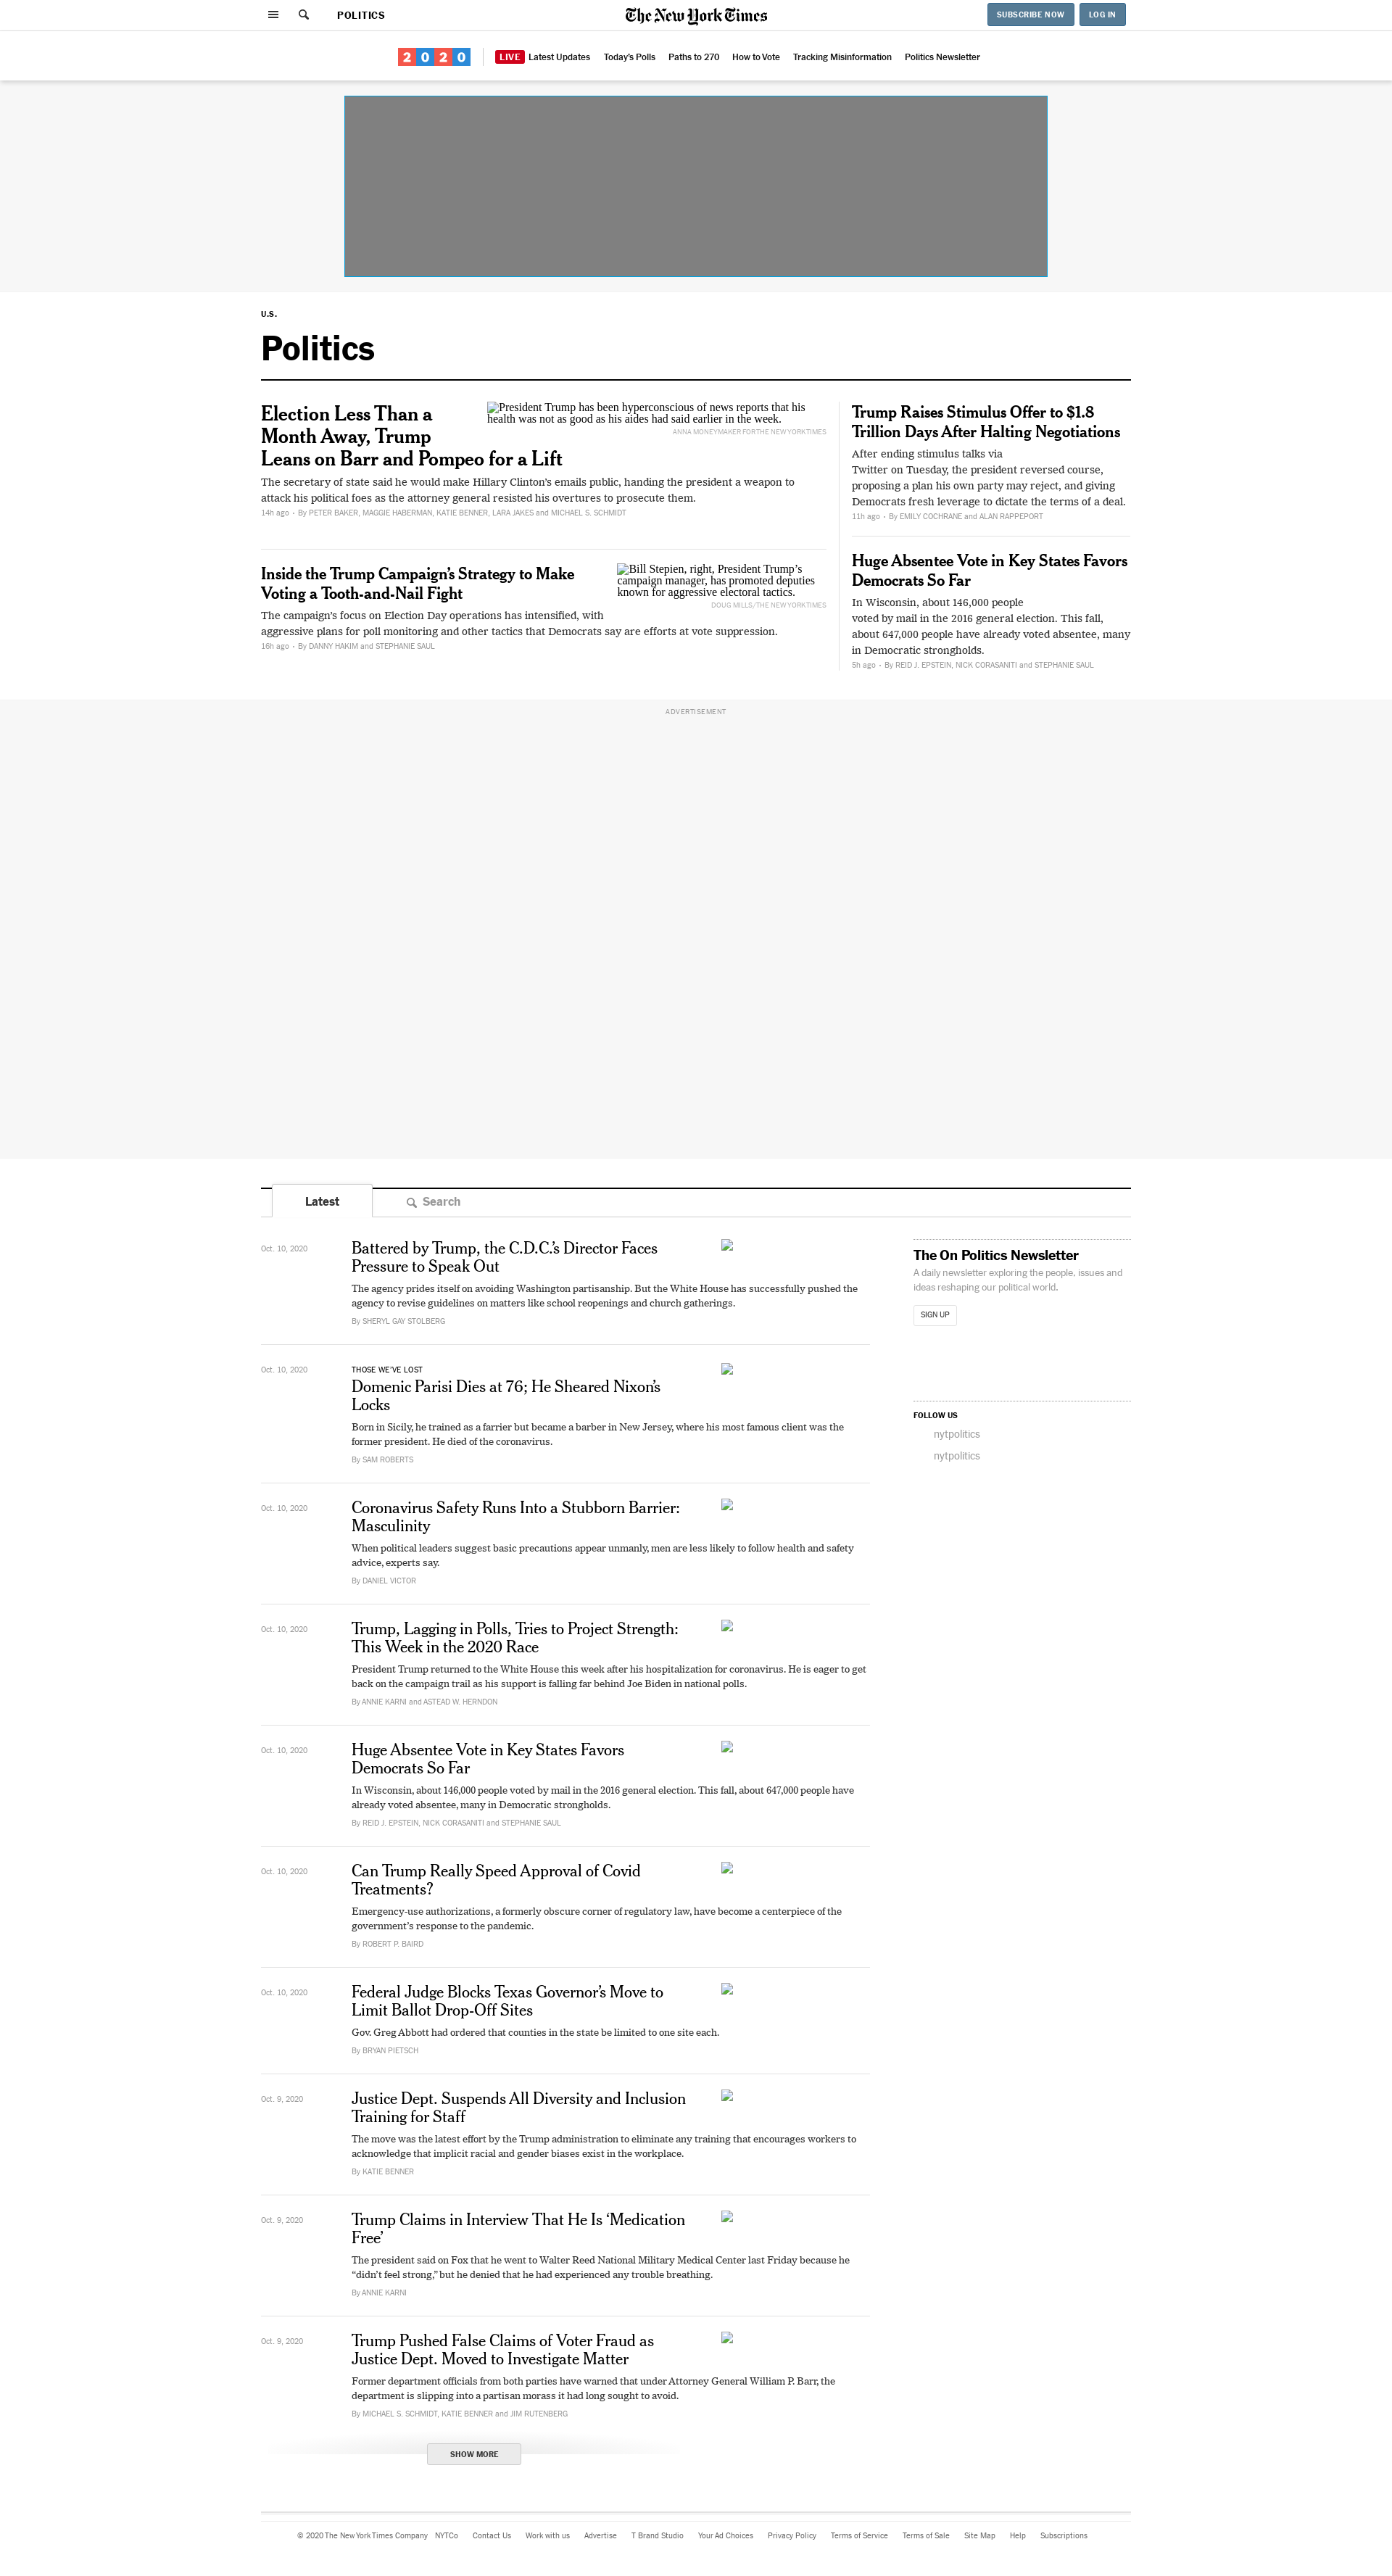 POLITICS
The New York Times
SUBSCRIBE NOW
LOG IN
2020
LIVE Latest Updates
Today's Polls
Paths to 270
How to Vote
Tracking Misinformation
Politics Newsletter
U.S.
Politics
Election Less Than a
Month Away, Trump
Leans on Barr and Pompeo for a Lift
President Trump has been hyperconscious of news reports that his
health was not as good as his aides had said earlier in the week.
ANNA MONEYMAKER FOR THE NEW YORK TIMES
The secretary of state said he would make Hillary Clinton's emails public, handing the president a weapon to
attack his political foes as the attorney general resisted his overtures to prosecute them.
14h ago • By PETER BAKER, MAGGIE HABERMAN, KATIE BENNER, LARA JAKES and MICHAEL S. SCHMIDT
Inside the Trump Campaign's Strategy to Make
Voting a Tooth-and-Nail Fight
Bill Stepien, right, President Trump's
campaign manager, has promoted deputies
known for aggressive electoral tactics.
DOUG MILLS/THE NEW YORK TIMES
The campaign's focus on Election Day operations has intensified, with
aggressive plans for poll monitoring and other tactics that Democrats say are efforts at vote suppression.
16h ago • By DANNY HAKIM and STEPHANIE SAUL
Trump Raises Stimulus Offer to $1.8
Trillion Days After Halting Negotiations
After ending stimulus talks via
Twitter on Tuesday, the president reversed course,
proposing a plan his own party may reject, and giving
Democrats fresh leverage to dictate the terms of a deal.
11h ago • By EMILY COCHRANE and ALAN RAPPEPORT
Huge Absentee Vote in Key States Favors
Democrats So Far
In Wisconsin, about 146,000 people
voted by mail in the 2016 general election. This fall,
about 647,000 people have already voted absentee, many
in Democratic strongholds.
5h ago • By REID J. EPSTEIN, NICK CORASANITI and STEPHANIE SAUL
ADVERTISEMENT
Latest
Search
Oct. 10, 2020
Battered by Trump, the C.D.C.'s Director Faces
Pressure to Speak Out
The agency prides itself on avoiding Washington partisanship. But the White House has successfully pushed the
agency to revise guidelines on matters like school reopenings and church gatherings.
By SHERYL GAY STOLBERG
Oct. 10, 2020
THOSE WE'VE LOST
Domenic Parisi Dies at 76; He Sheared Nixon's
Locks
Born in Sicily, he trained as a farrier but became a barber in New Jersey, where his most famous client was the
former president. He died of the coronavirus.
By SAM ROBERTS
Oct. 10, 2020
Coronavirus Safety Runs Into a Stubborn Barrier:
Masculinity
When political leaders suggest basic precautions appear unmanly, men are less likely to follow health and safety
advice, experts say.
By DANIEL VICTOR
Oct. 10, 2020
Trump, Lagging in Polls, Tries to Project Strength:
This Week in the 2020 Race
President Trump returned to the White House this week after his hospitalization for coronavirus. He is eager to get
back on the campaign trail as his support is falling far behind Joe Biden in national polls.
By ANNIE KARNI and ASTEAD W. HERNDON
Oct. 10, 2020
Huge Absentee Vote in Key States Favors
Democrats So Far
In Wisconsin, about 146,000 people voted by mail in the 2016 general election. This fall, about 647,000 people have
already voted absentee, many in Democratic strongholds.
By REID J. EPSTEIN, NICK CORASANITI and STEPHANIE SAUL
Oct. 10, 2020
Can Trump Really Speed Approval of Covid
Treatments?
Emergency-use authorizations, a formerly obscure corner of regulatory law, have become a centerpiece of the
government's response to the pandemic.
By ROBERT P. BAIRD
Oct. 10, 2020
Federal Judge Blocks Texas Governor's Move to
Limit Ballot Drop-Off Sites
Gov. Greg Abbott had ordered that counties in the state be limited to one site each.
By BRYAN PIETSCH
Oct. 9, 2020
Justice Dept. Suspends All Diversity and Inclusion
Training for Staff
The move was the latest effort by the Trump administration to eliminate any training that encourages workers to
acknowledge that implicit racial and gender biases exist in the workplace.
By KATIE BENNER
Oct. 9, 2020
Trump Claims in Interview That He Is 'Medication
Free'
The president said on Fox that he went to Walter Reed National Military Medical Center last Friday because he
“didn't feel strong,” but he denied that he had experienced any trouble breathing.
By ANNIE KARNI
Oct. 9, 2020
Trump Pushed False Claims of Voter Fraud as
Justice Dept. Moved to Investigate Matter
Former department officials from both parties have warned that under Attorney General William P. Barr, the
department is slipping into a partisan morass it had long sought to avoid.
By MICHAEL S. SCHMIDT, KATIE BENNER and JIM RUTENBERG
SHOW MORE
The On Politics Newsletter
A daily newsletter exploring the people, issues and
ideas reshaping our political world.
SIGN UP
FOLLOW US
nytpolitics
nytpolitics
© 2020 The New York Times Company
NYTCo
Contact Us
Work with us
Advertise
T Brand Studio
Your Ad Choices
Privacy Policy
Terms of Service
Terms of Sale
Site Map
Help
Subscriptions